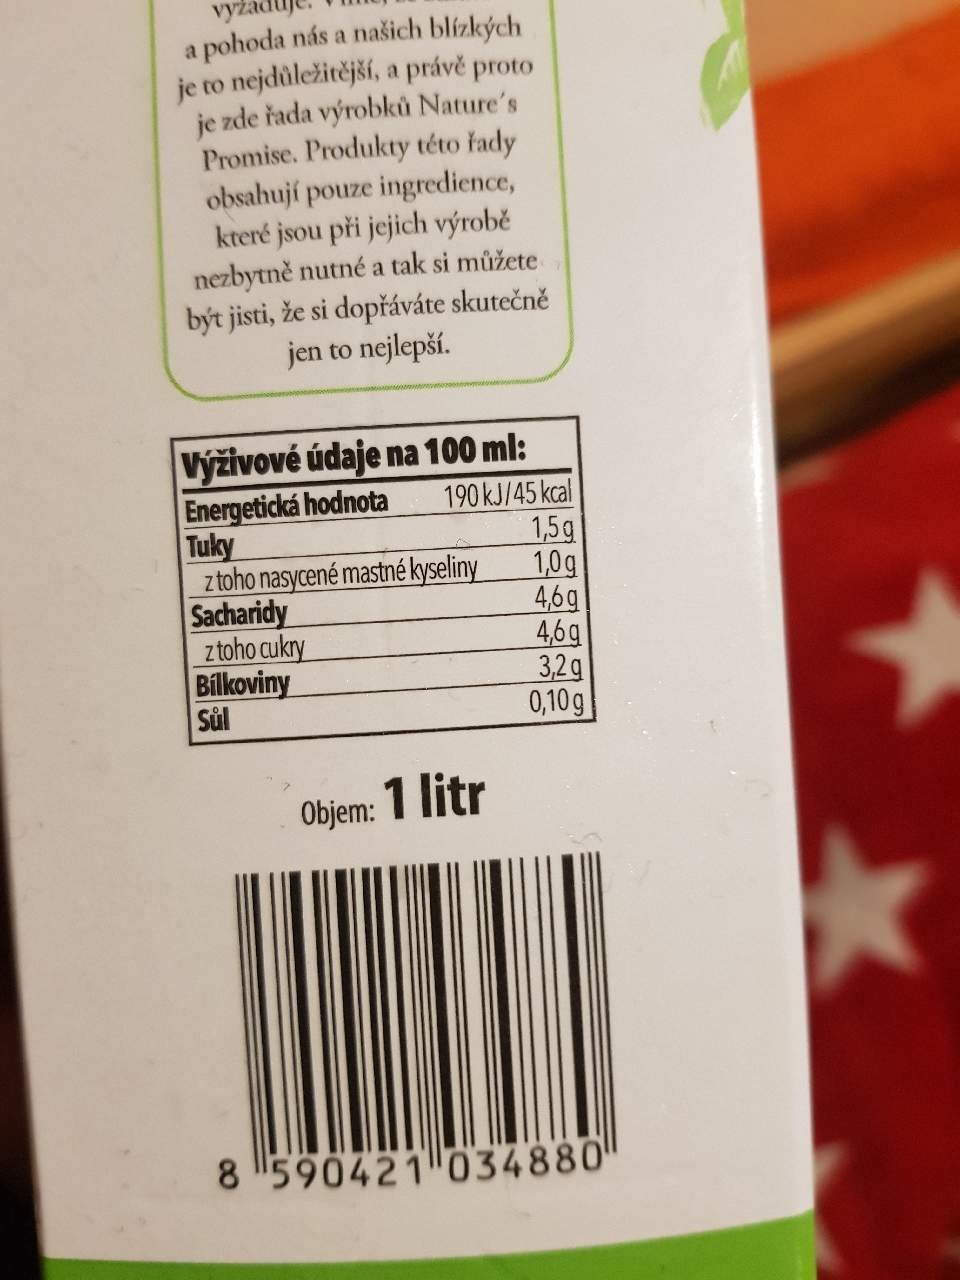 vyžaduje.
a pohoda nás a našich blízkých
je to nejdůležitější, a právě proto
je zde řada výrobků Nature´s
Promise. Produkty této řady
obsahují pouze ingredience,
které jsou při jejich výrobě
nezbytně nutné a tak si můžete
být jisti, že si dopřáváte skutečně
jen to nejlepší.
Výživové údaje na 100 ml:
Energetická hodnota 190 kJ/45 kcal
Tuky 1,5 g
z toho nasycené mastné kyseliny 1,0 g
Sacharidy 4,6 g
z toho cukry 4,6 g
Bílkoviny 3,2 g
Sůl 0,10 g
Objem: 1 litr
8 590421 034880